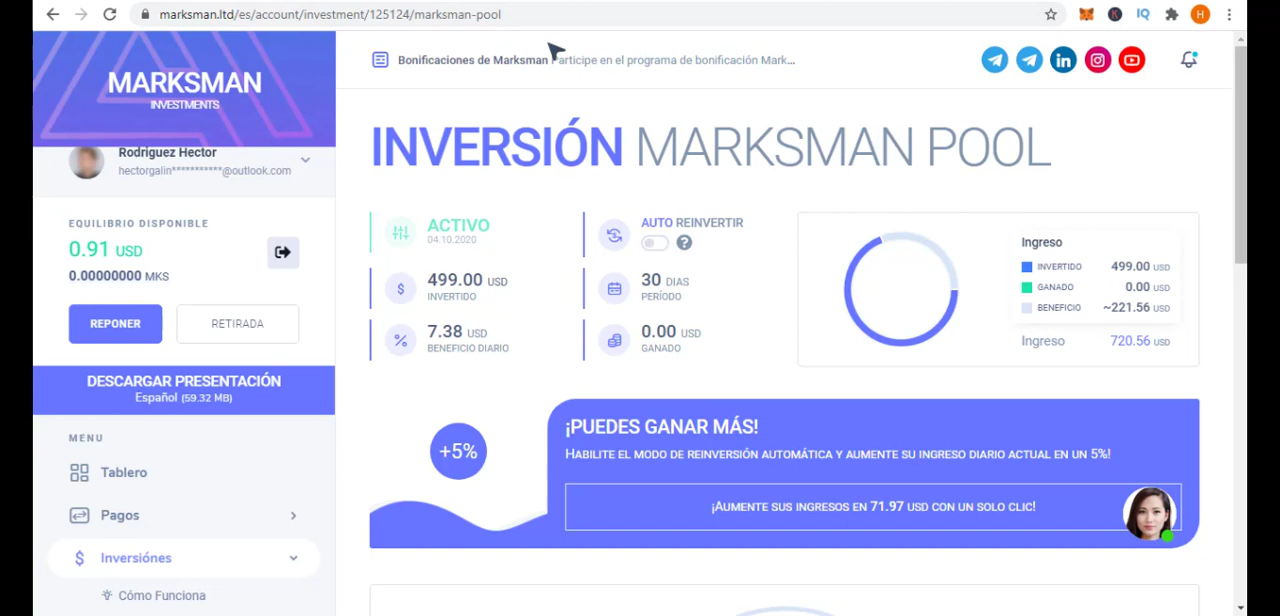 marksman.ltd/es/account/investment/125124/marksman-pool
MARKSMAN
INVESTMENTS
Rodriguez Hector
hectorgalin***********@outlook.com
EQUILIBRIO DISPONIBLE
0.91 USD
0.00000000 MKS
REPONER
RETIRADA
DESCARGAR PRESENTACIÓN
Español (59.32 MB)
MENU
Tablero
Pagos
Inversiónes
Cómo Funciona
Bonificaciones de Marksman Participe en el programa de bonificación Mark...
INVERSIÓN MARKSMAN POOL
ACTIVO
04.10.2020
AUTO REINVERTIR
?
$
499.00 USD
INVERTIDO
30 DIAS
PERÍODO
%
7.38 USD
BENEFICIO DIARIO
0.00 USD
GANADO
Ingreso
INVERTIDO 499.00 USD
GANADO 0.00 USD
BENEFICIO ~221.56 USD
Ingreso 720.56 USD
+5%
¡PUEDES GANAR MÁS!
HABILITE EL MODO DE REINVERSIÓN AUTOMÁTICA Y AUMENTE SU INGRESO DIARIO ACTUAL EN UN 5%!
¡AUMENTE SUS INGRESOS EN 71.97 USD CON UN SOLO CLIC!
K
IQ
H